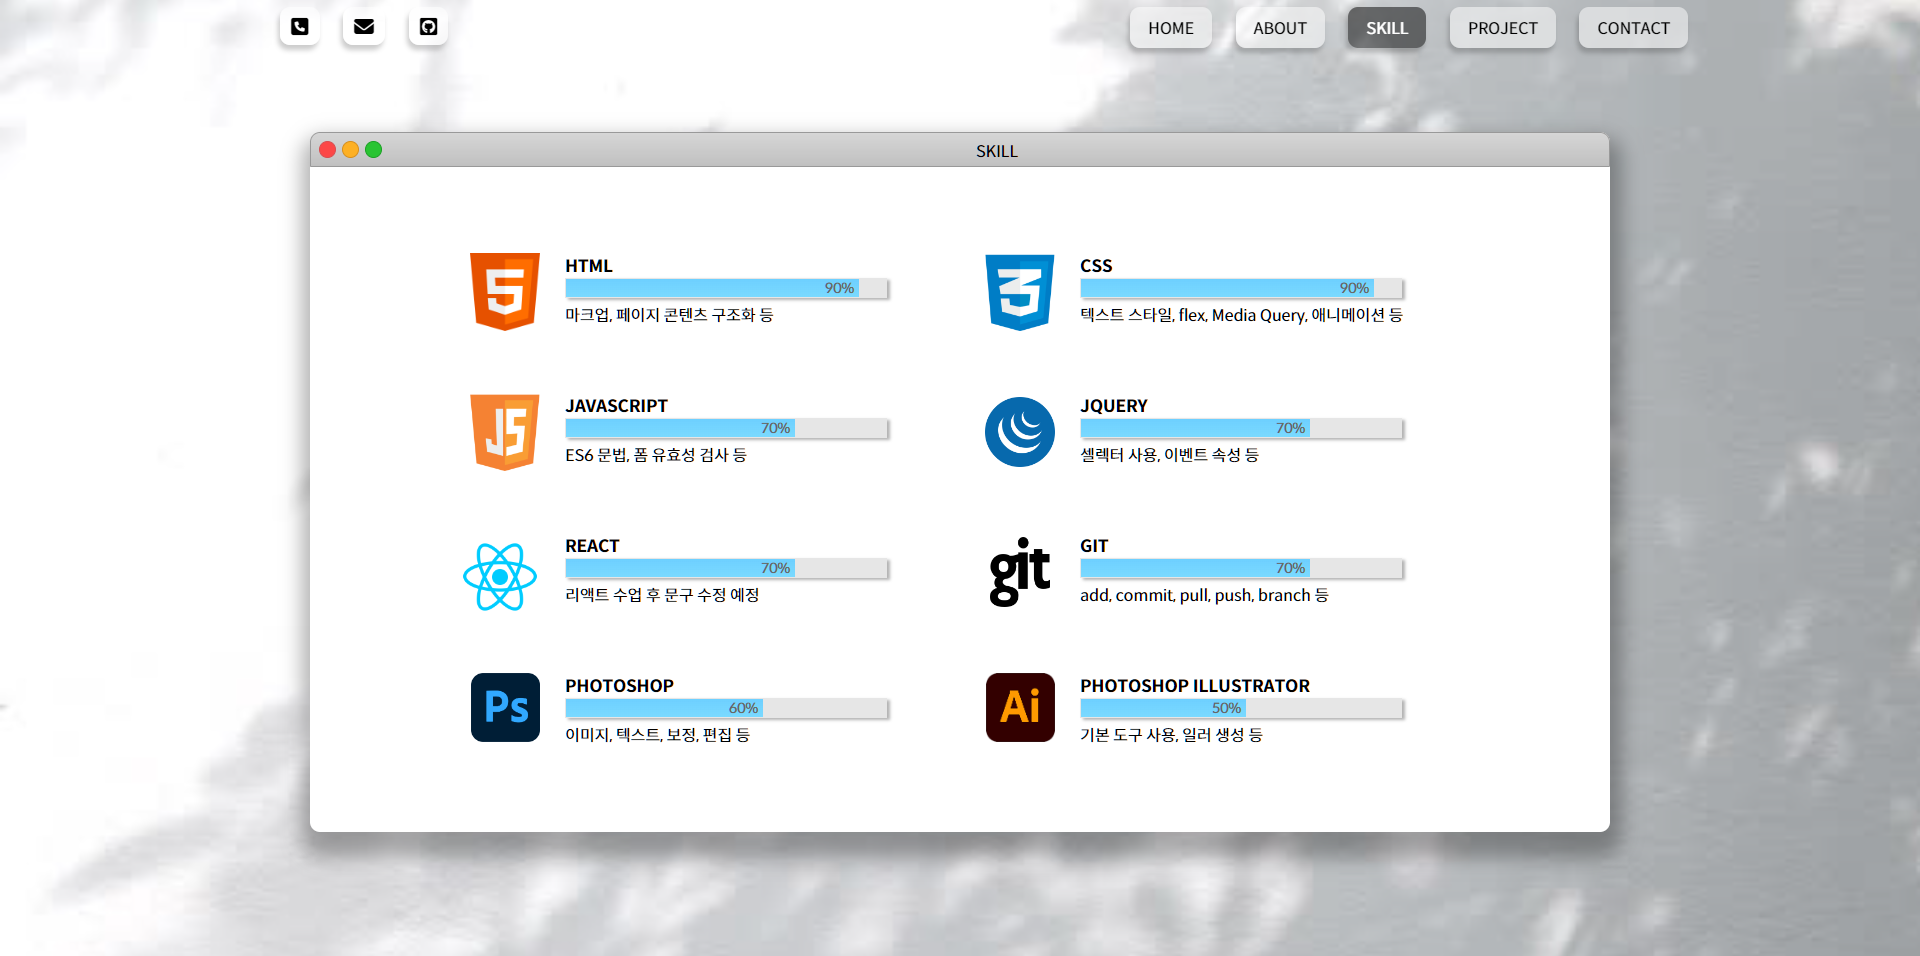 HOME
ABOUT
SKILL
PROJECT
CONTACT
SKILL
HTML
90%
마크업, 페이지 콘텐츠 구조화 등
CSS
90%
텍스트 스타일, flex, Media Query, 애니메이션 등
JS
JAVASCRIPT
70%
ES6 문법, 폼 유효성 검사 등
JQUERY
70%
셀렉터 사용, 이벤트 속성 등
REACT
70%
리액트 수업 후 문구 수정 예정
git
GIT
70%
add, commit, pull, push, branch 등
Ps
PHOTOSHOP
60%
이미지, 텍스트, 보정, 편집 등
Ai
PHOTOSHOP ILLUSTRATOR
50%
기본 도구 사용, 일러 생성 등